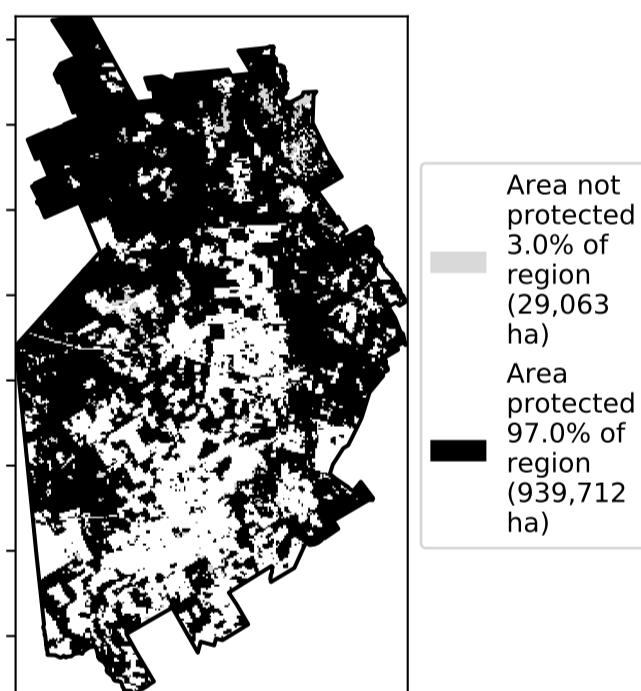 Area not
protected
3.0% of
region
(29,063
ha)
Area
protected
97.0% of
region
(939,712
ha)